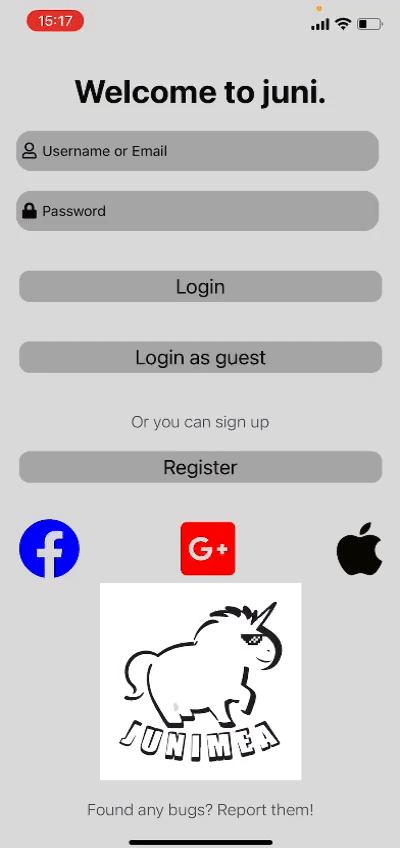 15:17
Welcome to juni.
Username or Email
Password
Login
Login as guest
Or you can sign up
Register
G+
JUNIMEA
Found any bugs? Report them!